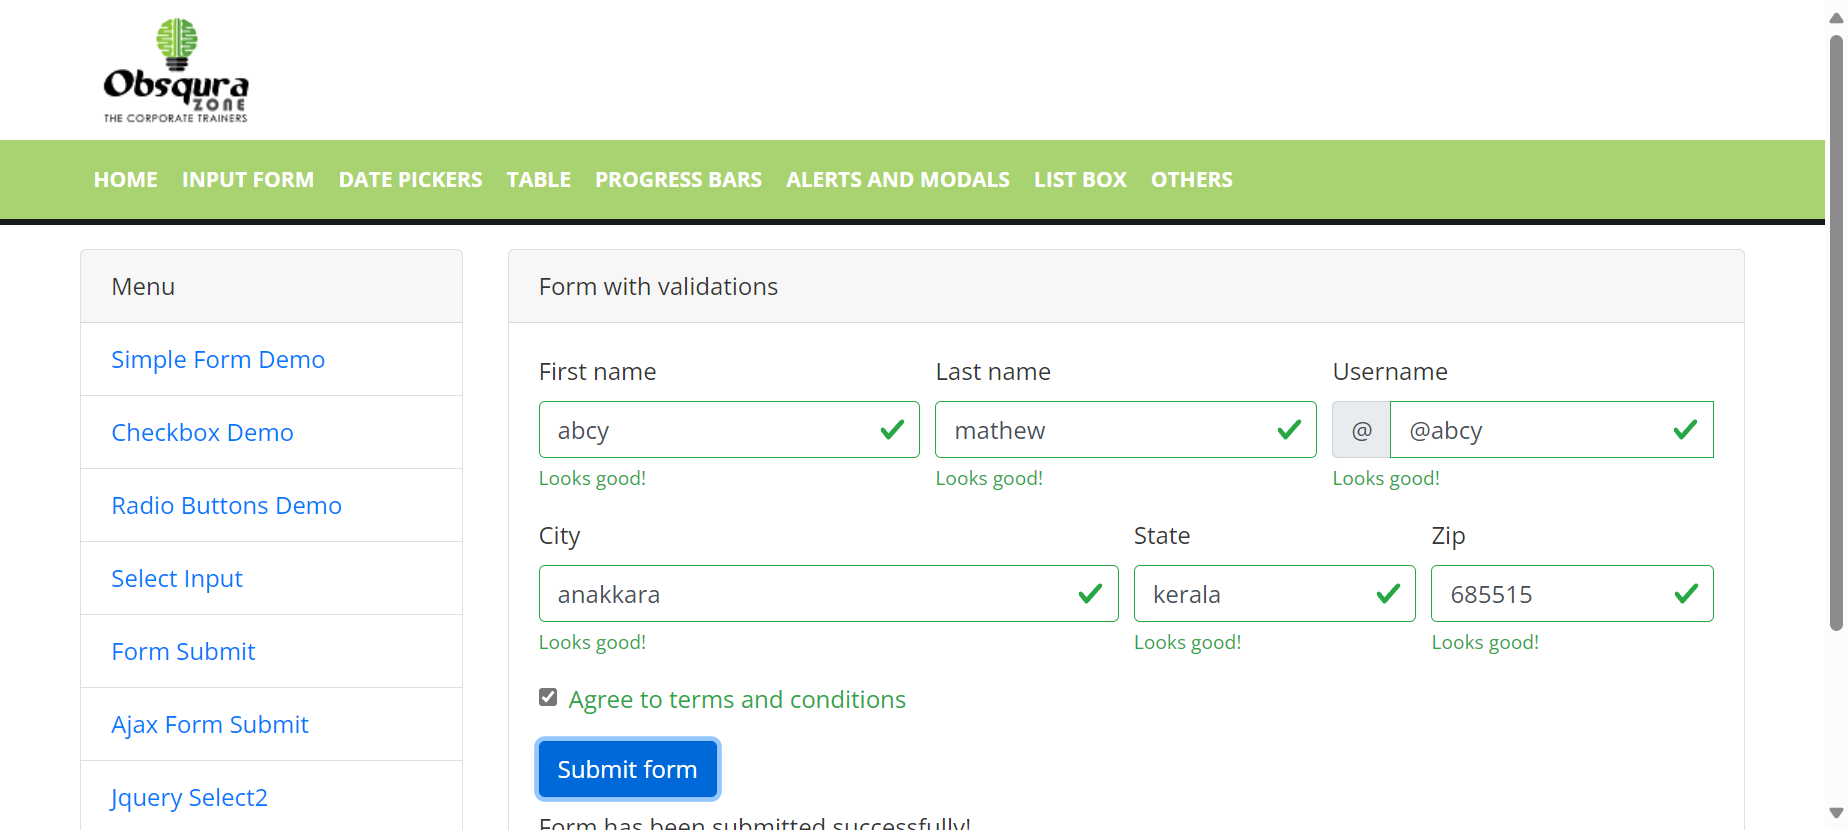 Obsqura
ZONE
THE CORPORATE TRAINERS
HOME INPUT FORM DATE PICKERS TABLE PROGRESS BARS ALERTS AND MODALS LIST BOX OTHERS
Menu
Simple Form Demo
Checkbox Demo
Radio Buttons Demo
Select Input
Form Submit
Ajax Form Submit
Jquery Select2
Form with validations
First name Last name Username
abcy mathew @ @abcy
Looks good! Looks good! Looks good!
City State Zip
anakkara kerala 685515
Looks good! Looks good! Looks good!
Agree to terms and conditions
Submit form
Form has been submitted successfully!